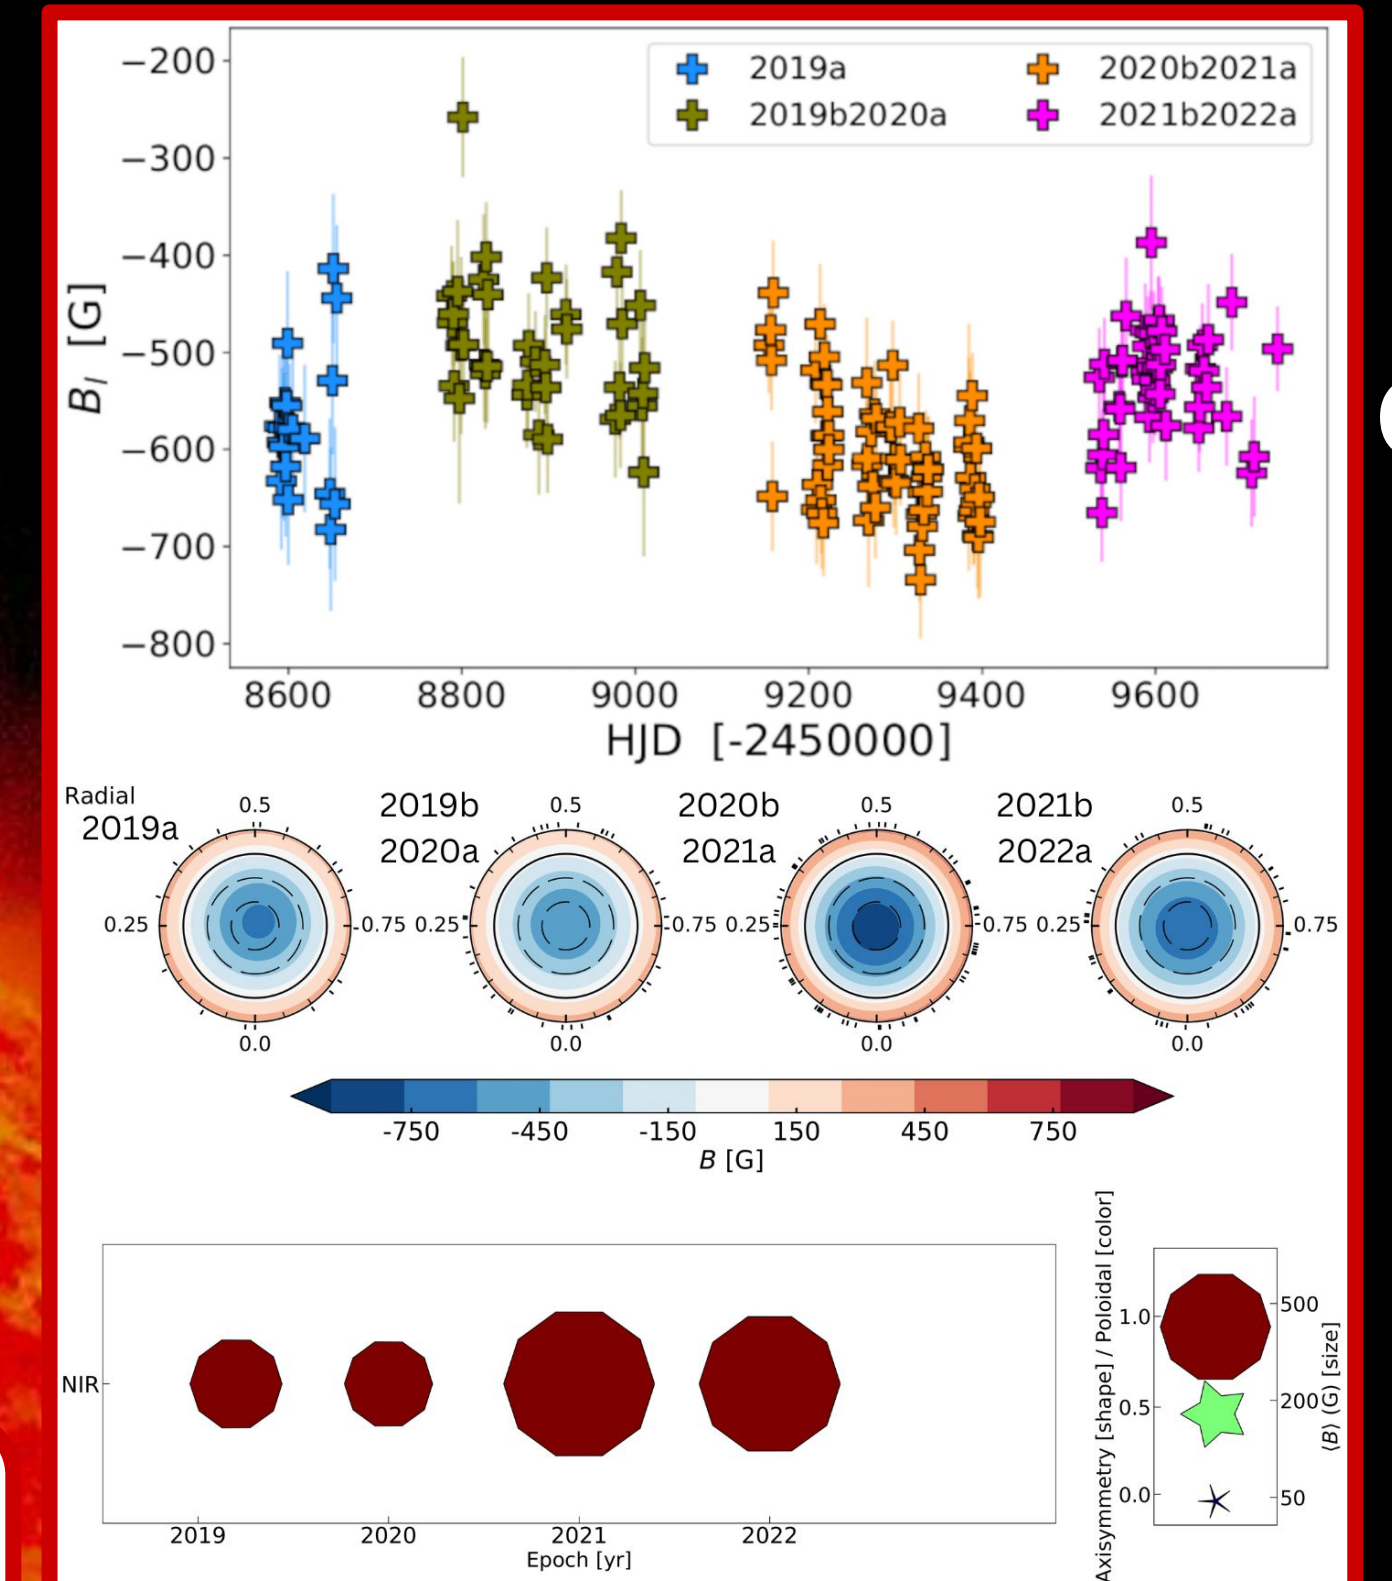 −200
−300
−400
−500
−600
−700
−800
B_l [G]
2019a
2020b2021a
2019b2020a
2021b2022a
8600 8800 9000 9200 9400 9600
HJD [-2450000]
Radial
2019a
0.5
0.25
0.75
0.0
2019b
2020a
0.5
0.25
0.75
0.0
2020b
2021a
0.5
0.25
0.75
0.0
2021b
2022a
0.5
0.25
0.75
0.0
-750 -450 -150 150 450 750
B [G]
NIR
2019 2020 2021 2022
Epoch [yr]
Axisymmetry [shape] / Poloidal [color]
1.0
0.5
0.0
500
200
50
⟨B⟩ (G) [size]